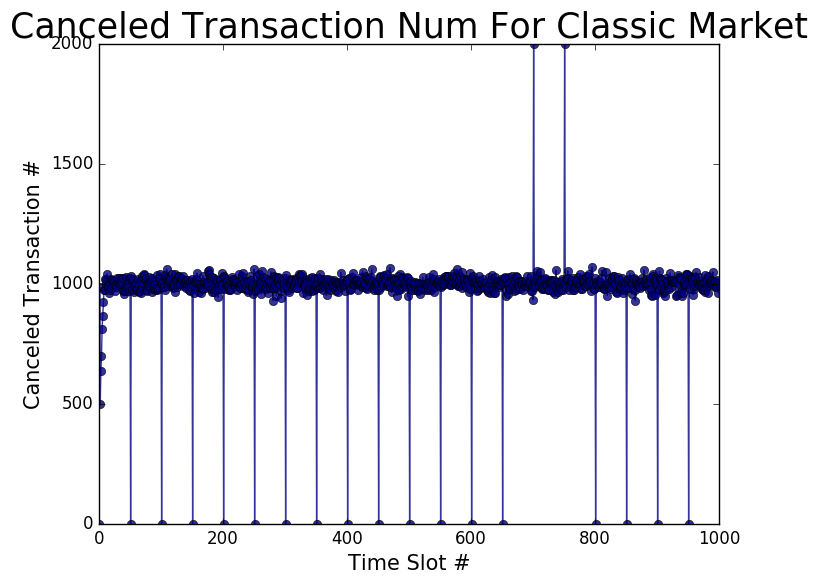 Canceled Transaction Num For Classic Market
2000
1500
1000
500
0
Canceled Transaction #
0 200 400 600 800 1000
Time Slot #